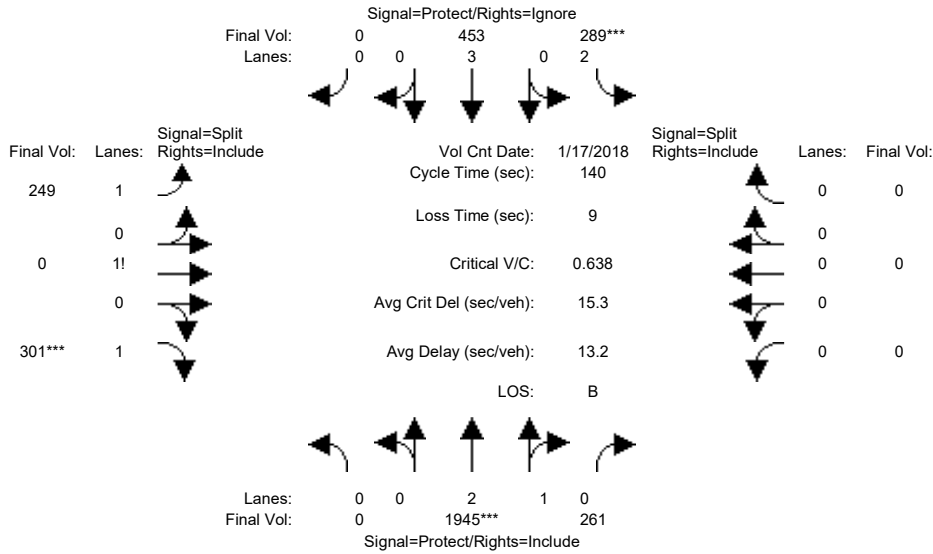 Signal=Protect/Rights=Ignore
Final Vol: 0 453 289***
Lanes: 0 0 3 0 2
Signal=Split Signal=Split
Final Vol: Lanes: Rights=Include Vol Cnt Date: 1/17/2018 Rights=Include Lanes: Final Vol:
Cycle Time (sec): 140
249 1 0 0
Loss Time (sec): 9
0 0
0 1! Critical V/C: 0.638 0 0
0 Avg Crit Del (sec/veh): 15.3 0
301*** 1 Avg Delay (sec/veh): 13.2 0 0
LOS: B
Lanes: 0 0 2 1 0
Final Vol: 0 1945*** 261
Signal=Protect/Rights=Include